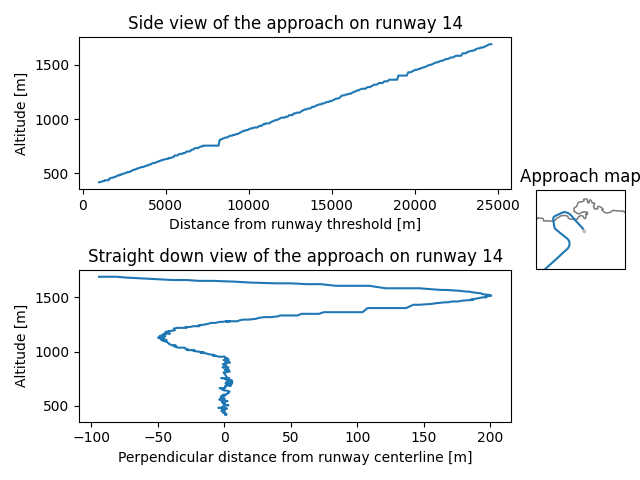 Side view of the approach on runway 14
Altitude [m]
1500
1000
500
0 5000 10000 15000 20000 25000
Distance from runway threshold [m]
Approach map
Straight down view of the approach on runway 14
Altitude [m]
1500
1000
500
−100 −50 0 50 100 150 200
Perpendicular distance from runway centerline [m]